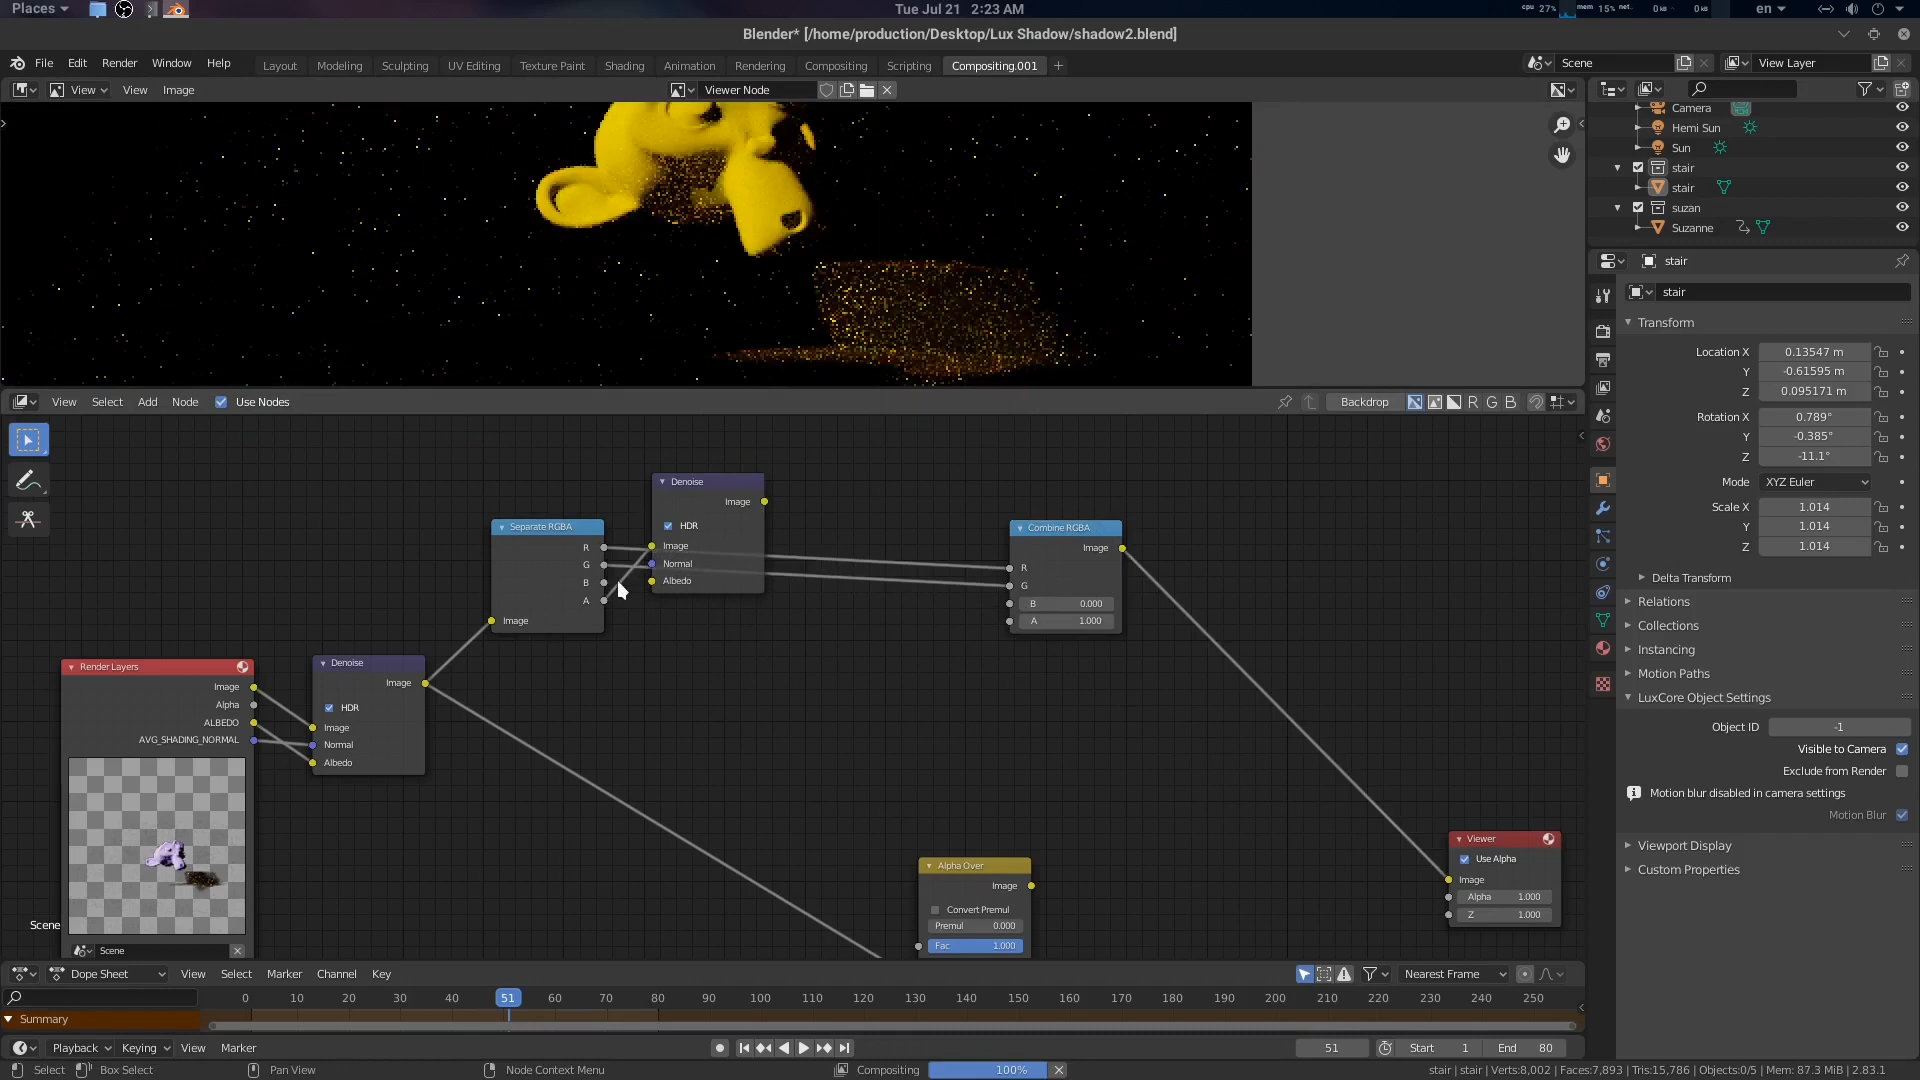 Places
Tue Jul 21 2:23 AM
cpu 27% mem 15% net 0 kB 0 kB en
Blender* [/home/production/Desktop/Lux Shadow/shadow2.blend]
File Edit Render Window Help
Layout Modeling Sculpting UV Editing Texture Paint Shading Animation Rendering Compositing Scripting Compositing.001 +
Scene View Layer
View View Image Viewer Node
Camera
Hemi Sun
Sun
stair
stair
suzan
Suzanne
stair
stair
Transform
Location X 0.13547 m
Y -0.61595 m
Z 0.095171 m
Rotation X 0.789°
Y -0.385°
Z -11.1°
Mode XYZ Euler
Scale X 1.014
Y 1.014
Z 1.014
Delta Transform
Relations
Collections
Instancing
Motion Paths
LuxCore Object Settings
Object ID -1
Visible to Camera
Exclude from Render
Motion blur disabled in camera settings
Motion Blur
Viewport Display
Custom Properties
View Select Add Node Use Nodes Backdrop R G B
Denoise
Image
HDR
Image
Normal
Albedo
Separate RGBA
R
G
B
A
Image
Combine RGBA
Image
R
G
B 0.000
A 1.000
Render Layers
Image
Alpha
ALBEDO
AVG_SHADING_NORMAL
Scene
Scene
Denoise
Image
HDR
Image
Normal
Albedo
Alpha Over
Image
Convert Premul
Premul 0.000
Fac 1.000
Viewer
Use Alpha
Image
Alpha 1.000
Z 1.000
Dope Sheet View Select Marker Channel Key Nearest Frame
0 10 20 30 40 51 60 70 80 90 100 110 120 130 140 150 160 170 180 190 200 210 220 230 240 250
Summary
Playback Keying View Marker 51 Start 1 End 80
Select Box Select Pan View Node Context Menu Compositing 100% stair | stair | Verts:8,002 | Faces:7,893 | Tris:15,786 | Objects:0/5 | Mem: 87.3 MiB | 2.83.1